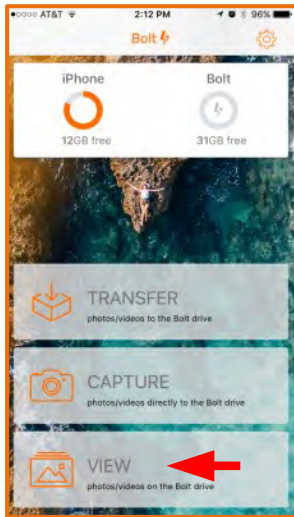 AT&T 2:12 PM 96%
Bolt
iPhone Bolt
12GB free 31GB free
TRANSFER
photos/videos to the Bolt drive
CAPTURE
photos/videos directly to the Bolt drive
VIEW
photos/videos on the Bolt drive